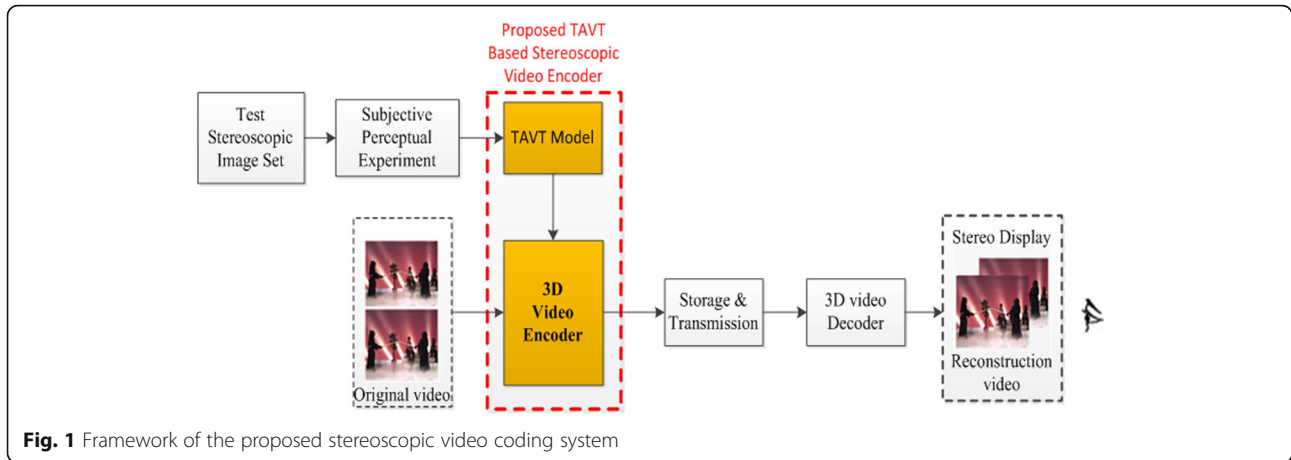 Proposed TAVT
Based Stereoscopic
Video Encoder
Test
Stereoscopic
Image Set
Subjective
Perceptual
Experiment
TAVT Model
Original video
3D
Video
Encoder
Storage &
Transmission
3D video
Decoder
Stereo Display
Reconstruction
video
Fig. 1 Framework of the proposed stereoscopic video coding system